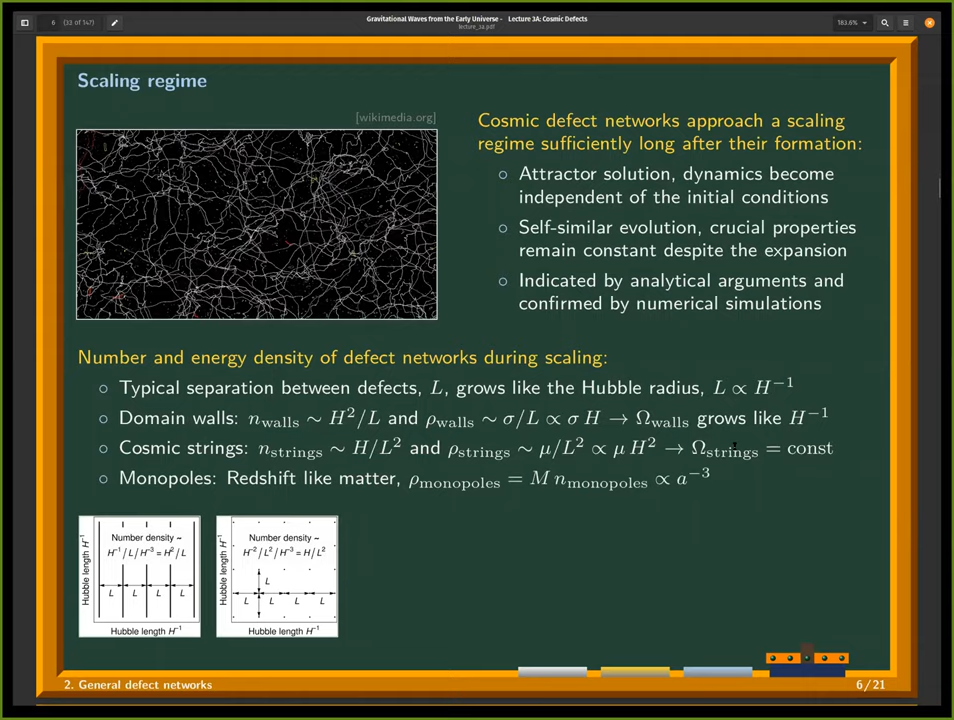 6 (33 of 147)
Gravitational Waves from the Early Universe - Lecture 3A: Cosmic Defects
lecture_3a.pdf
183.6%
Scaling regime
[wikimedia.org]
Cosmic defect networks approach a scaling
regime sufficiently long after their formation:
Attractor solution, dynamics become
independent of the initial conditions
Self-similar evolution, crucial properties
remain constant despite the expansion
Indicated by analytical arguments and
confirmed by numerical simulations
Number and energy density of defect networks during scaling:
Typical separation between defects, L, grows like the Hubble radius, L ∝ H⁻¹
Domain walls: n_walls ~ H²/L and ρ_walls ~ σ/L ∝ σ H → Ω_walls grows like H⁻¹
Cosmic strings: n_strings ~ H/L² and ρ_strings ~ μ/L² ∝ μ H² → Ω_strings = const
Monopoles: Redshift like matter, ρ_monopoles = M n_monopoles ∝ a⁻³
Hubble length H⁻¹
Number density ~
H⁻¹/L/H⁻³ = H²/L
L L L L
Hubble length H⁻¹
Hubble length H⁻¹
Number density ~
H⁻²/L²/H⁻³ = H/L²
L
L L L L
Hubble length H⁻¹
2. General defect networks
6/21